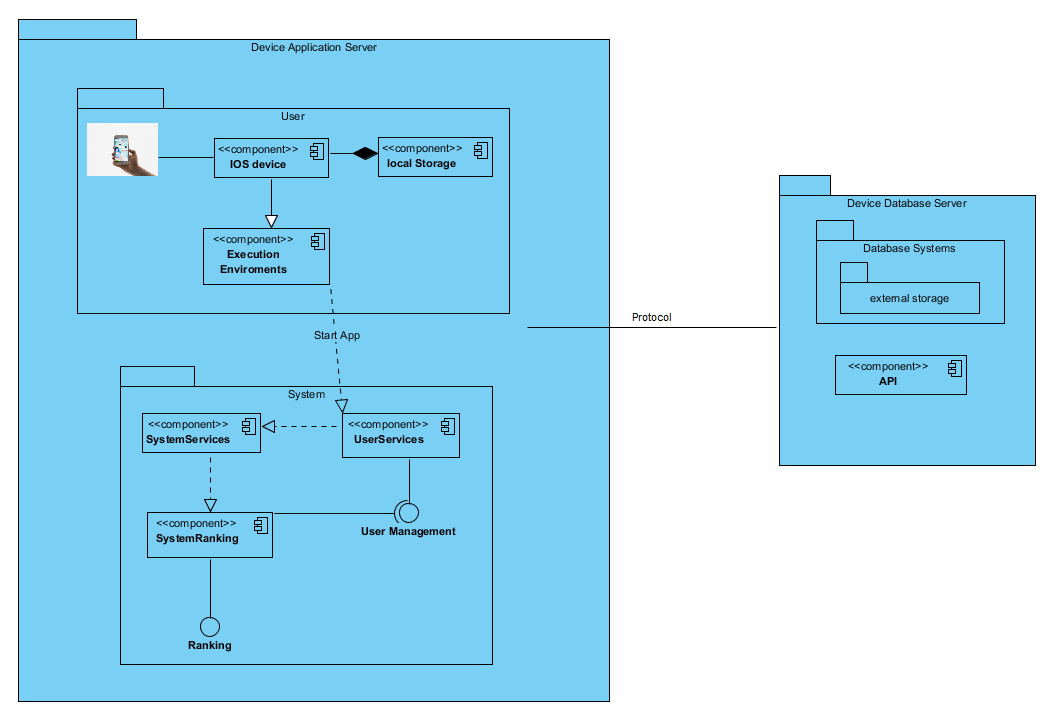 Device Application Server
User
<<component>>
IOS device
<<component>>
local Storage
<<component>>
Execution
Enviroments
Start App
System
<<component>>
SystemServices
<<component>>
UserServices
<<component>>
SystemRanking
User Management
Ranking
Protocol
Device Database Server
Database Systems
external storage
<<component>>
API